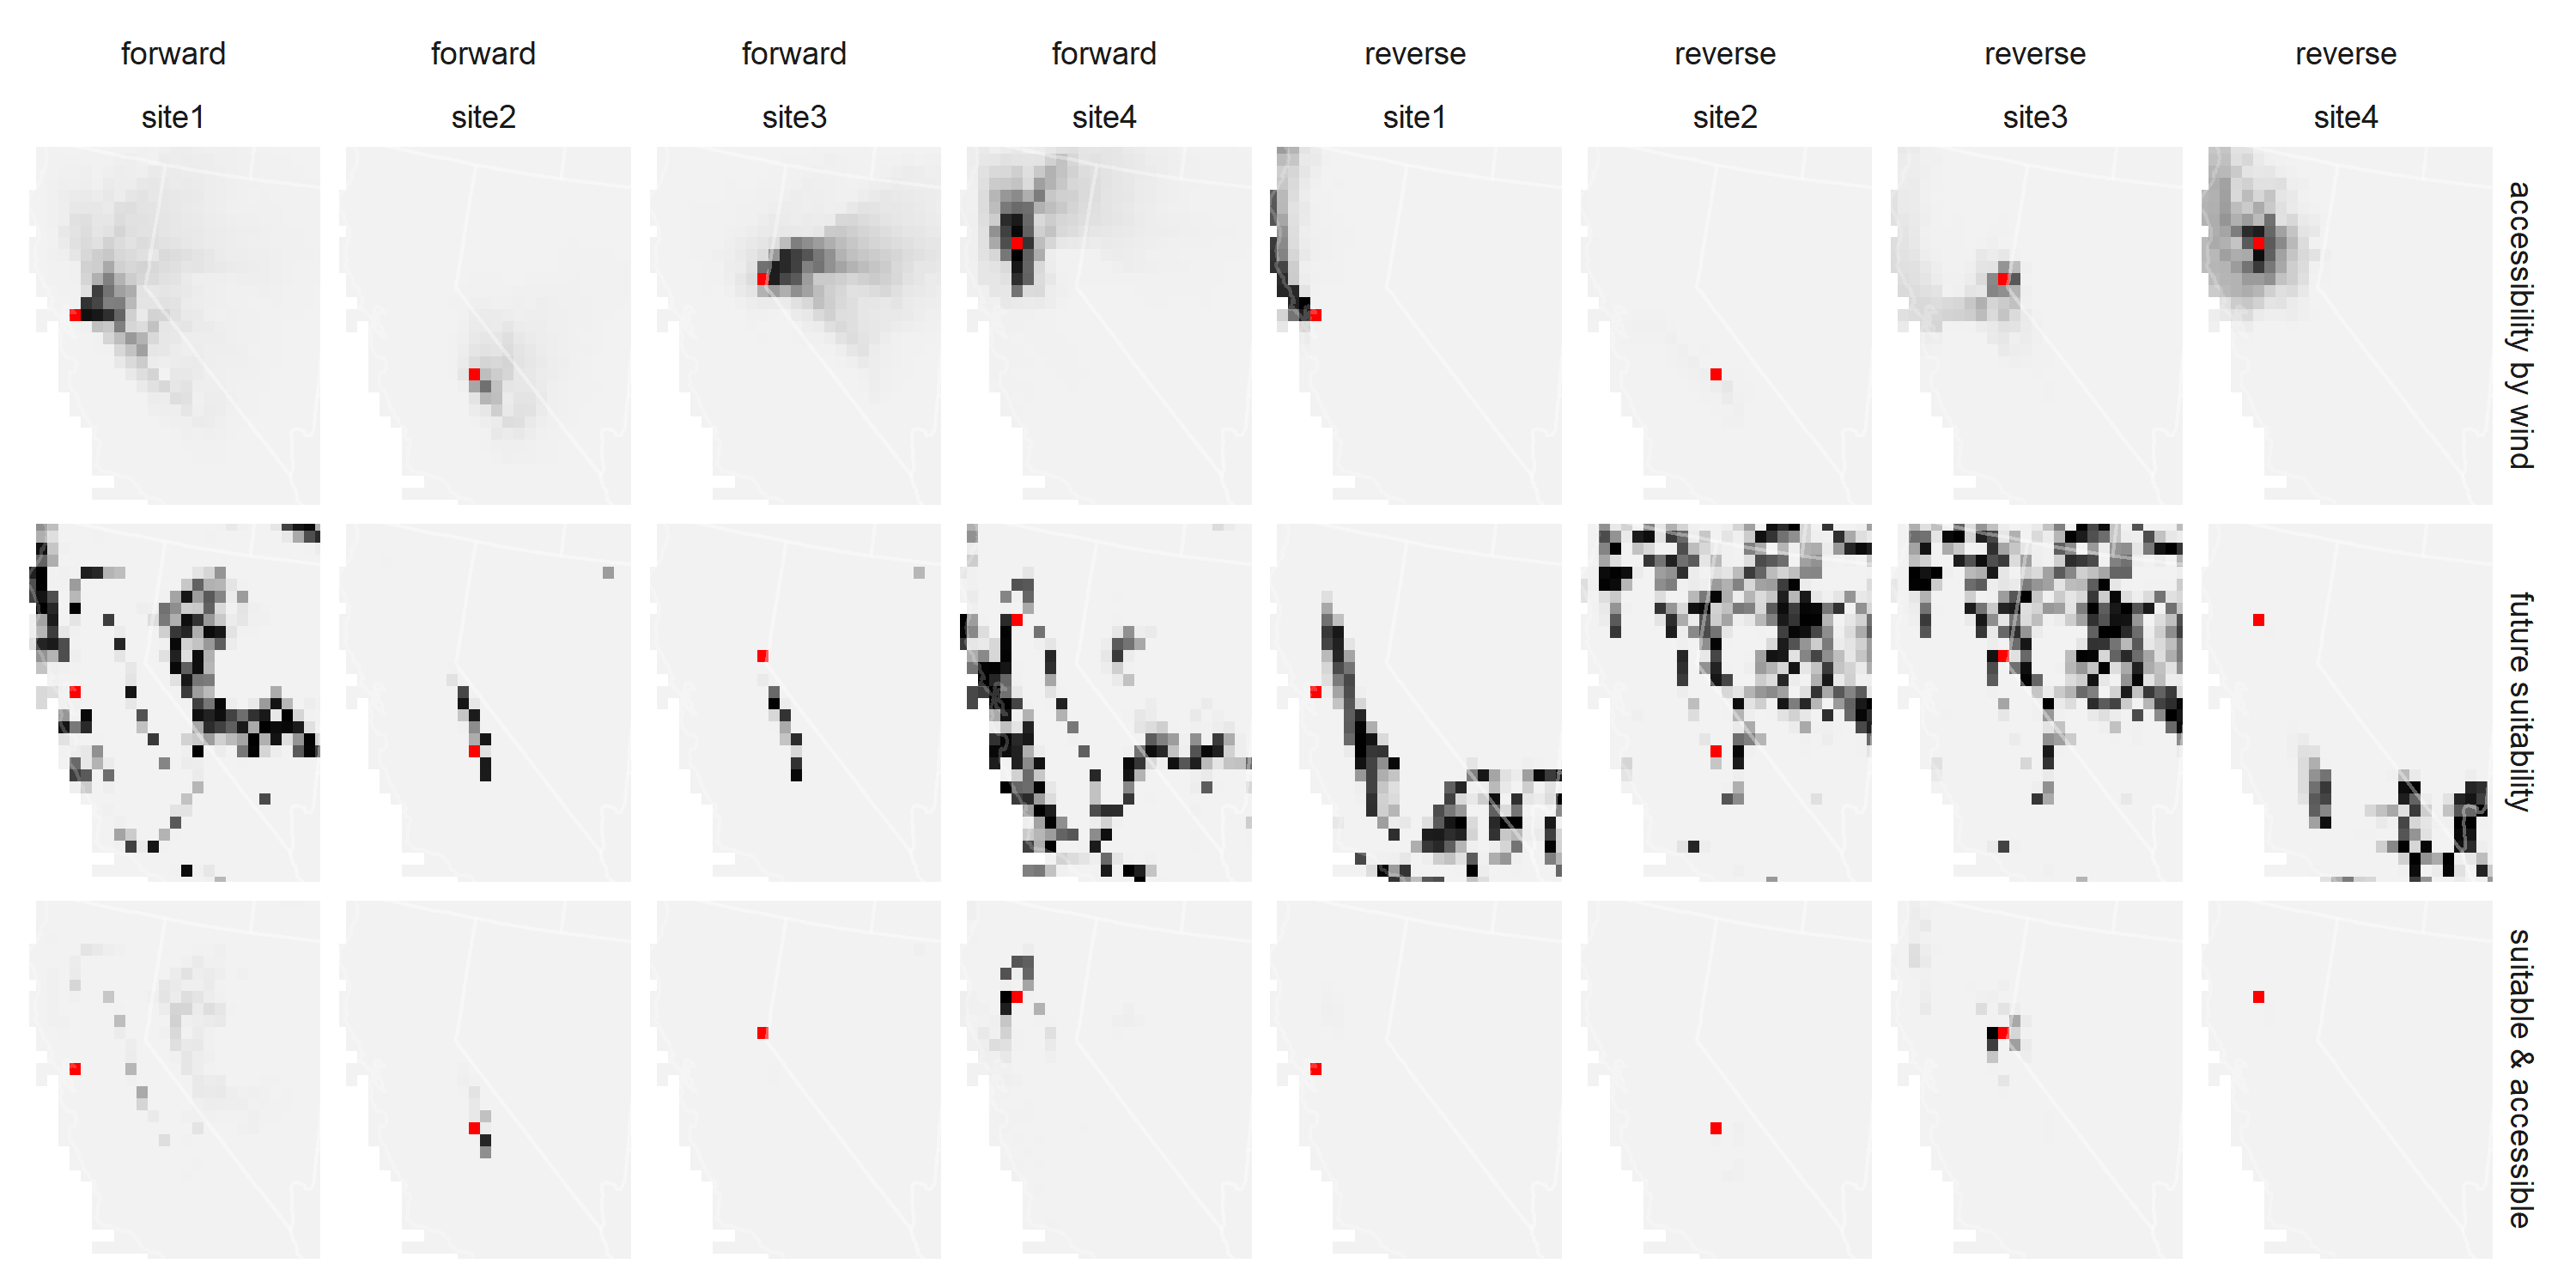 forward forward forward forward reverse reverse reverse reverse
site1 site2 site3 site4 site1 site2 site3 site4
accessibility by wind
future suitability
suitable & accessible